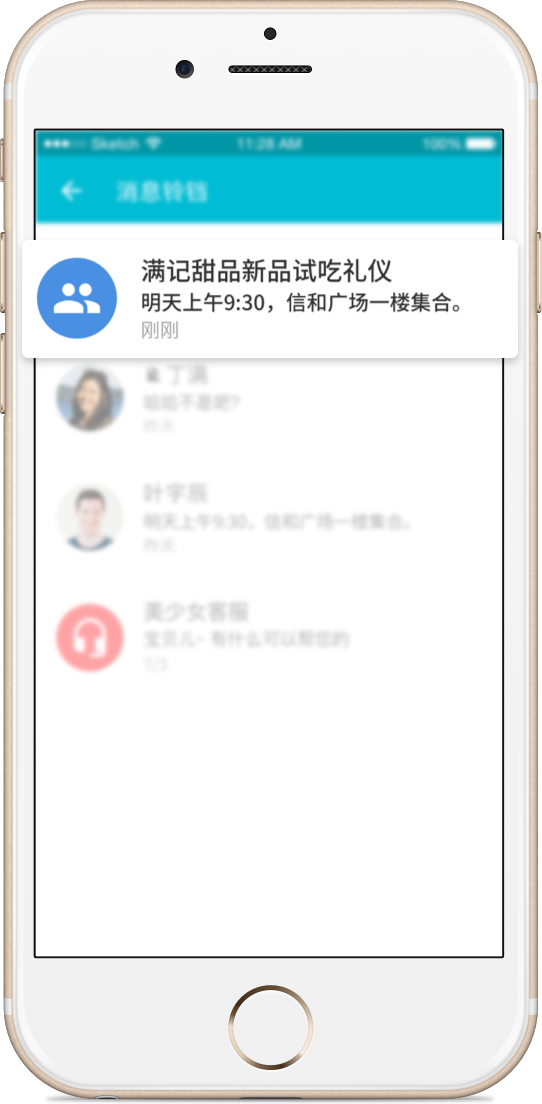 Sketch 11:28 AM 100%
消息铃铛
满记甜品新品试吃礼仪
明天上午9:30，信和广场一楼集合。
刚刚
丁满
哈哈不是吧?
昨天
叶宇辰
明天上午9:30，信和广场一楼集合。
昨天
美少女客服
宝贝儿~ 有什么可以帮您的
7/3